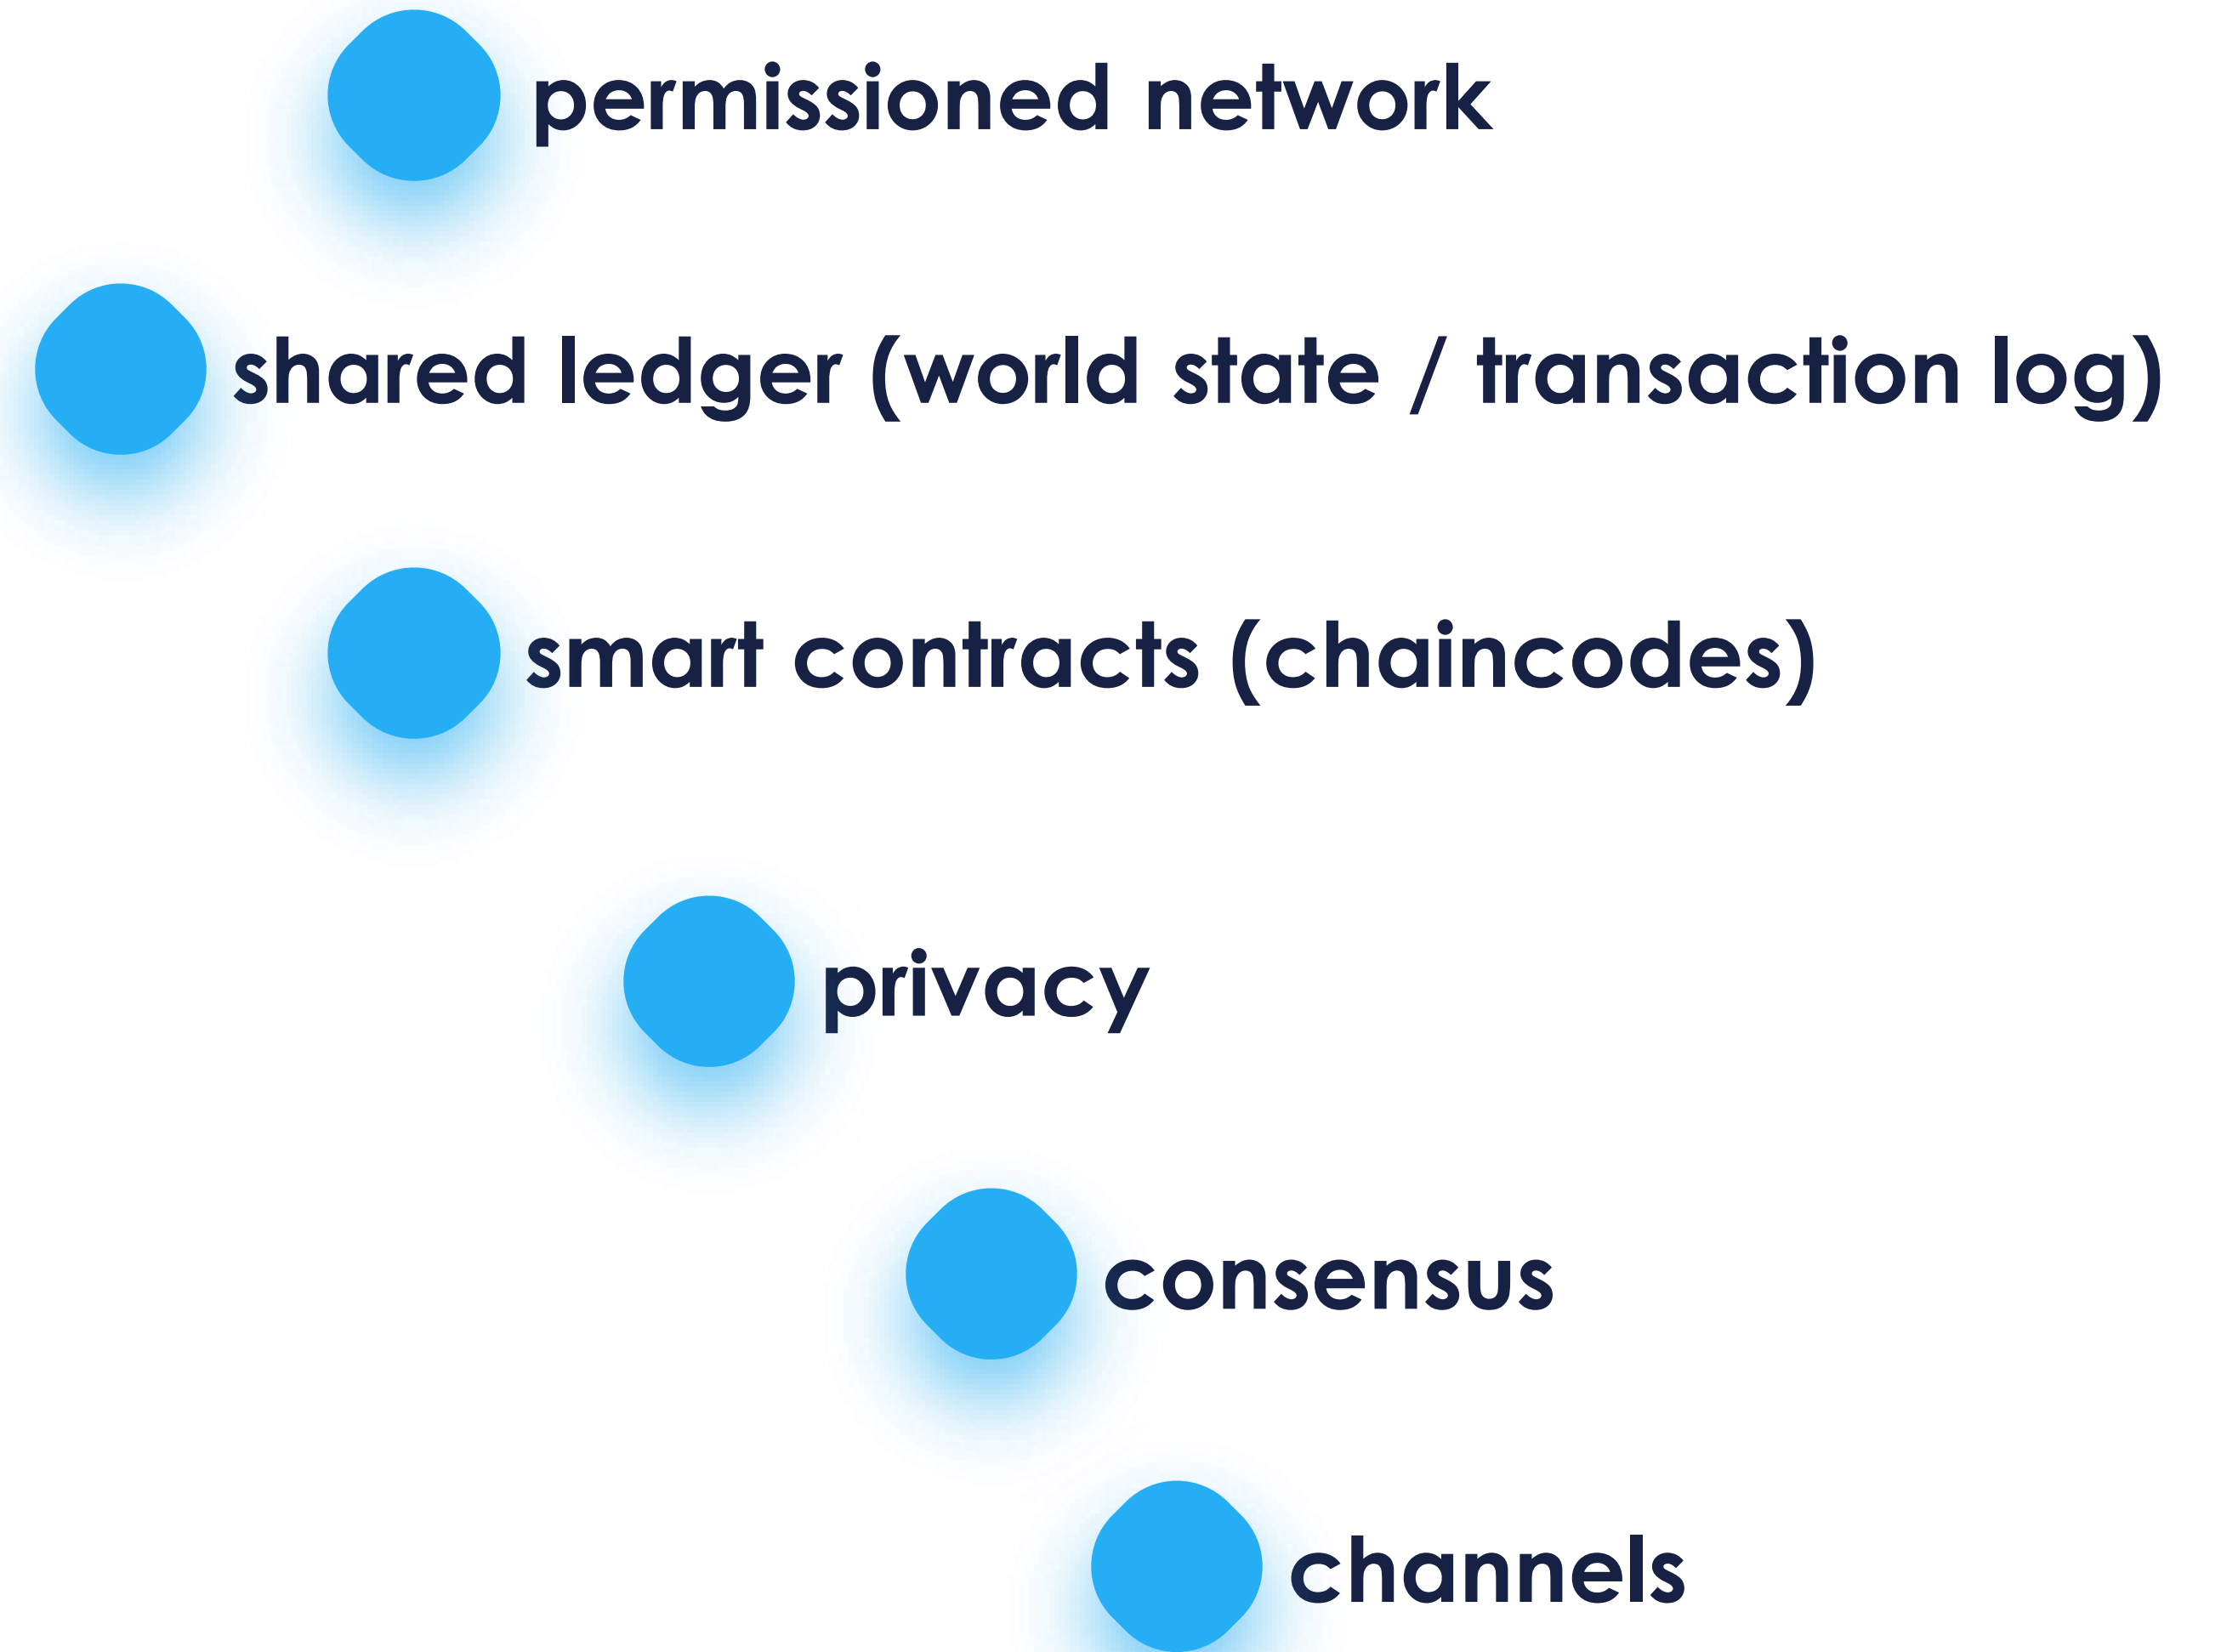 permissioned network
shared ledger (world state / transaction log)
smart contracts (chaincodes)
privacy
consensus
channels